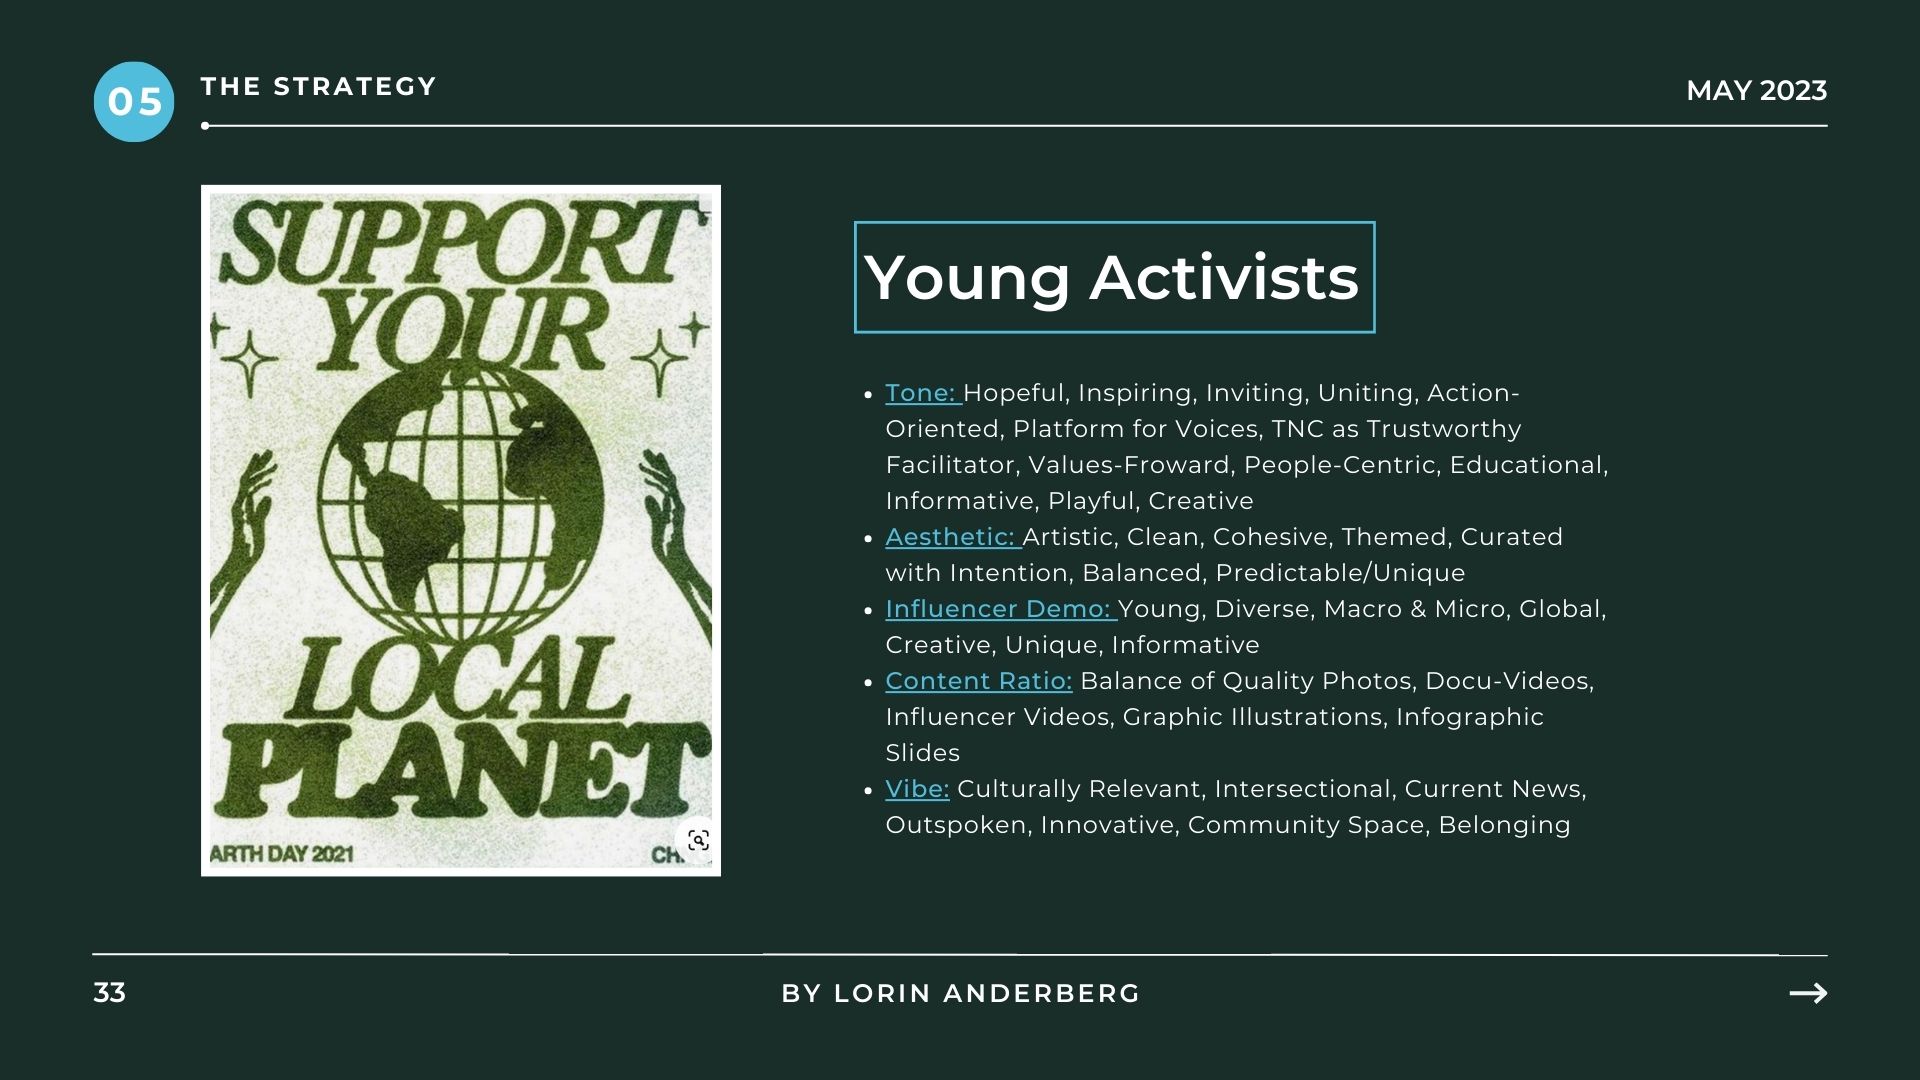 05
THE STRATEGY
MAY 2023
SUPPORT
YOUR
LOCAL
PLANET
ARTH DAY 2021
Young Activists
• Tone: Hopeful, Inspiring, Inviting, Uniting, Action-
Oriented, Platform for Voices, TNC as Trustworthy
Facilitator, Values-Froward, People-Centric, Educational,
Informative, Playful, Creative
• Aesthetic: Artistic, Clean, Cohesive, Themed, Curated
with Intention, Balanced, Predictable/Unique
• Influencer Demo: Young, Diverse, Macro & Micro, Global,
Creative, Unique, Informative
• Content Ratio: Balance of Quality Photos, Docu-Videos,
Influencer Videos, Graphic Illustrations, Infographic
Slides
• Vibe: Culturally Relevant, Intersectional, Current News,
Outspoken, Innovative, Community Space, Belonging
33
BY LORIN ANDERBERG